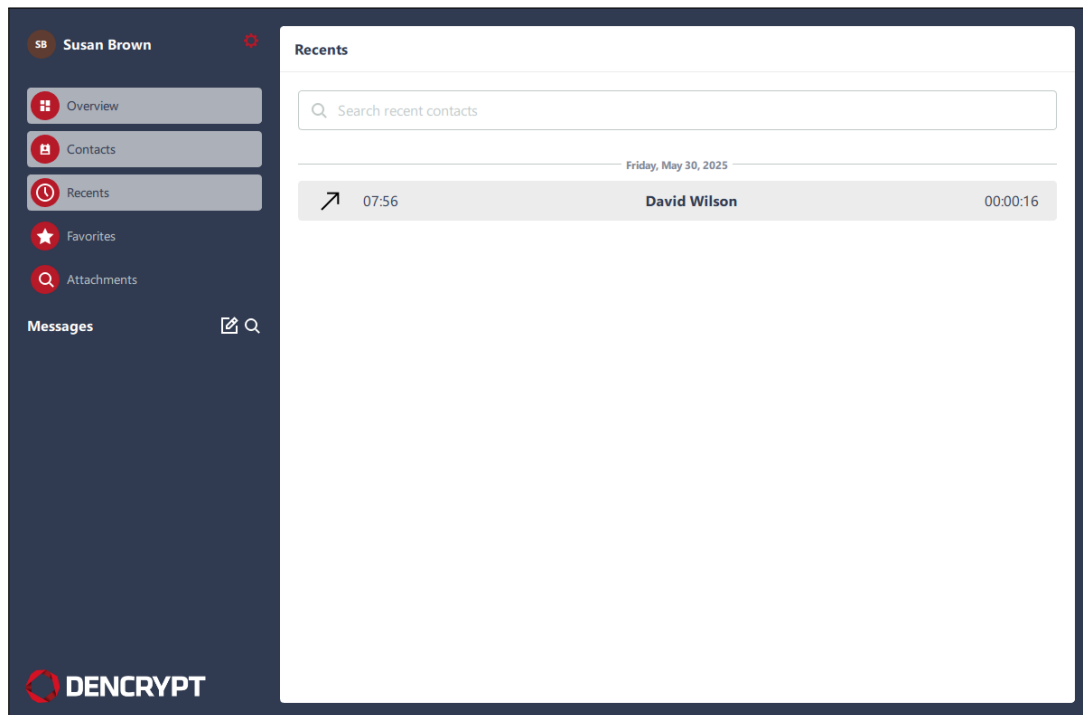 SB Susan Brown
Overview
Contacts
Recents
Favorites
Attachments
Messages
DENCRYPT
Recents
Search recent contacts
Friday, May 30, 2025
07:56 David Wilson 00:00:16